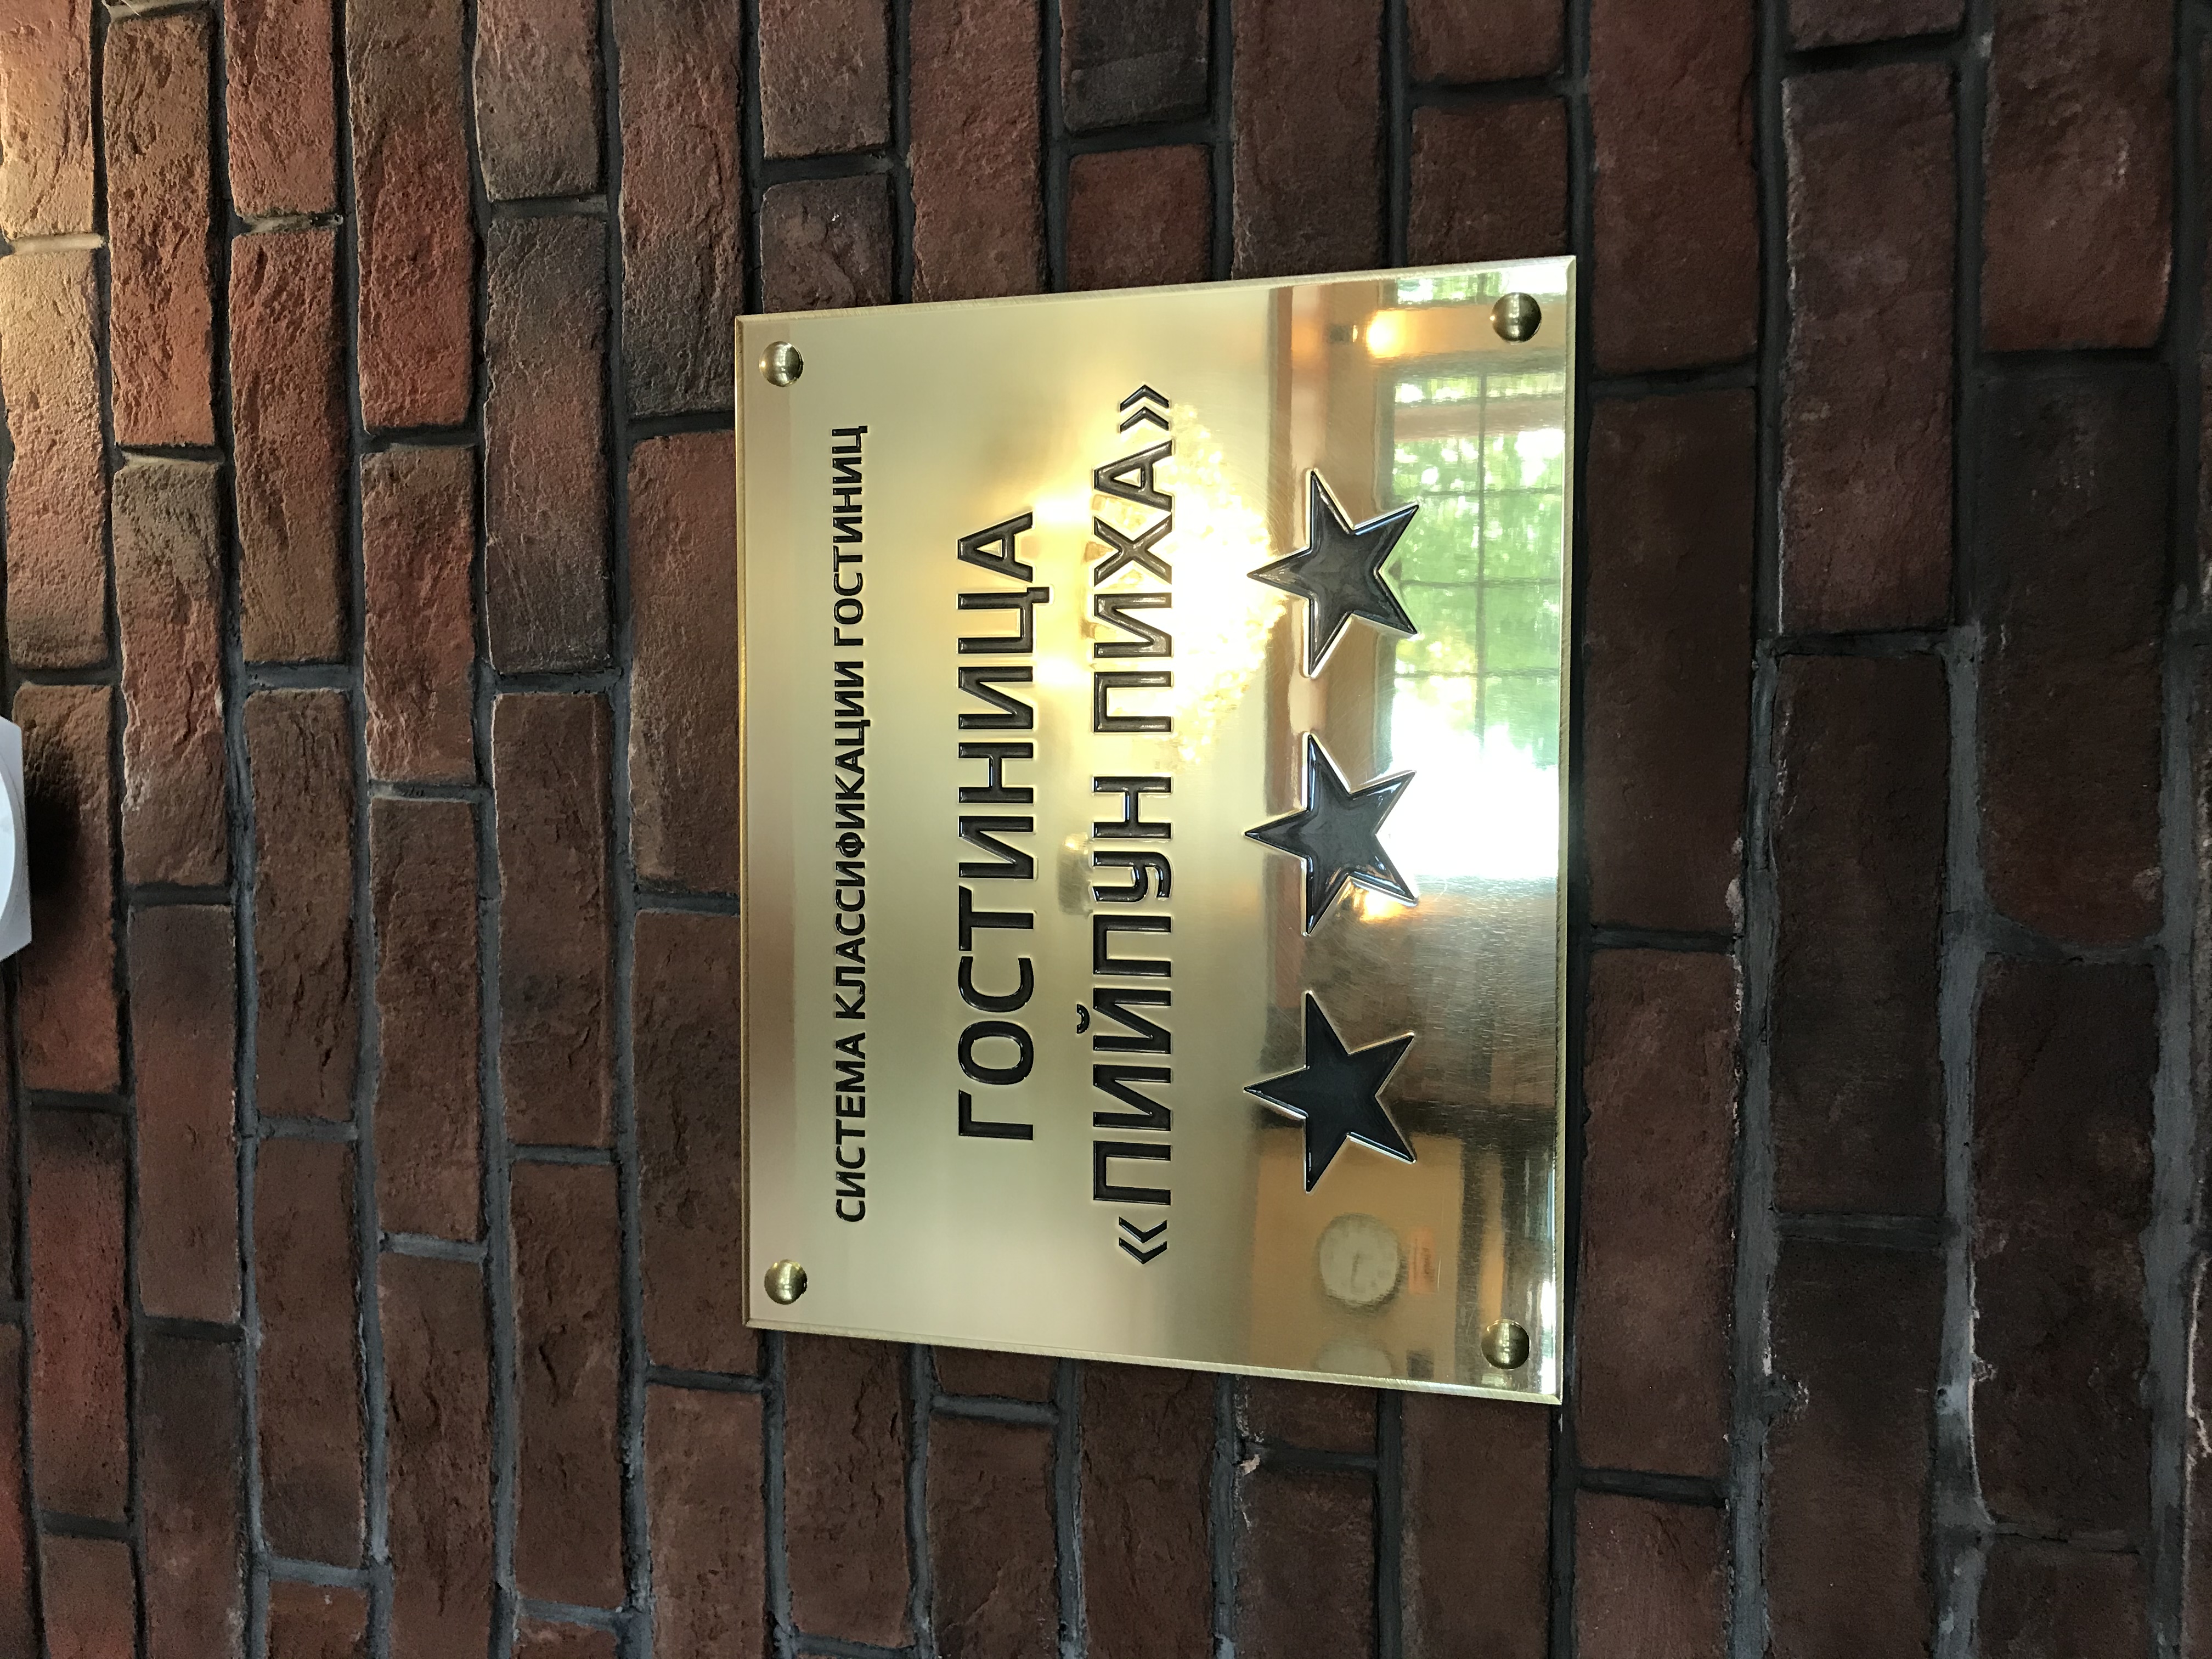 СИСТЕМА КЛАССИФИКАЦИИ ГОСТИНИЦ
ГОСТИНИЦА
«ПИЙПУН ПИХА»